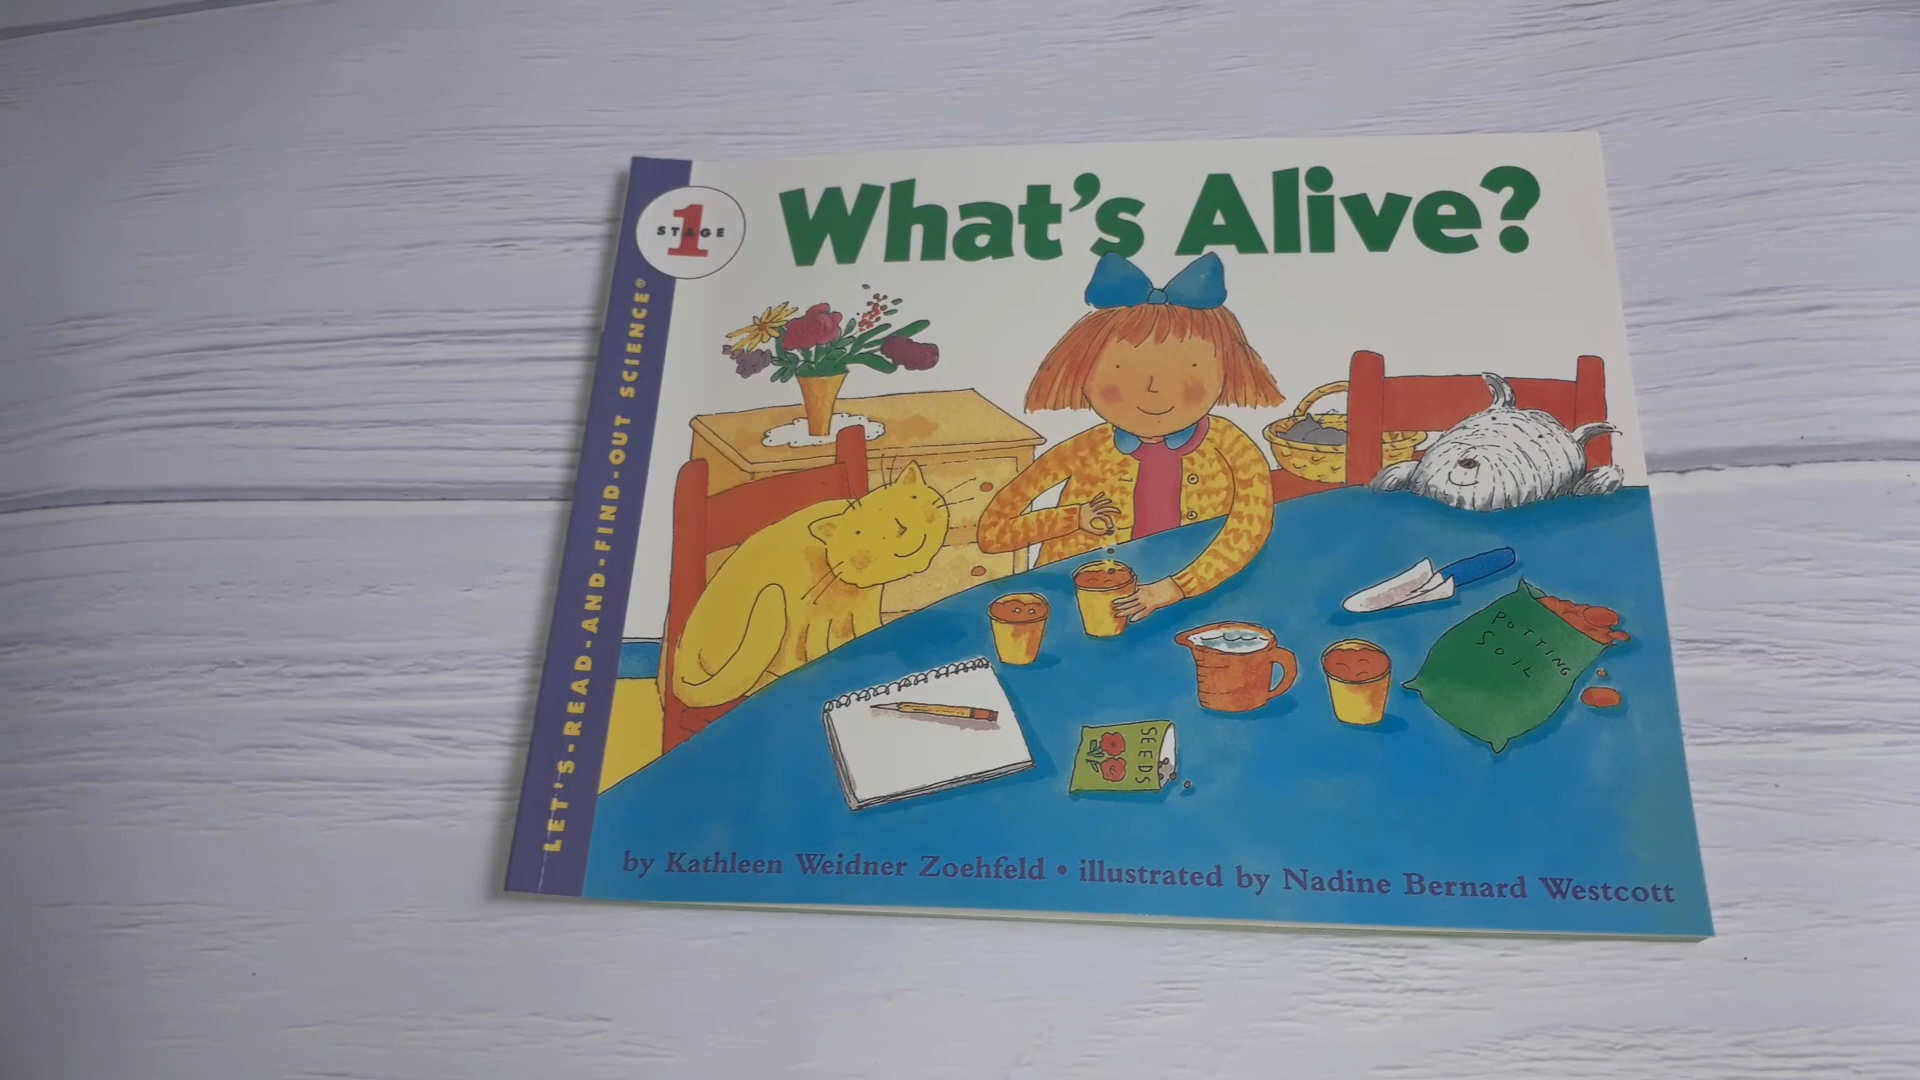 What's Alive?
STAGE 1
LET'S-READ-AND-FIND-OUT SCIENCE®
POTTING
SOIL
SEEDS
by Kathleen Weidner Zoehfeld • illustrated by Nadine Bernard Westcott